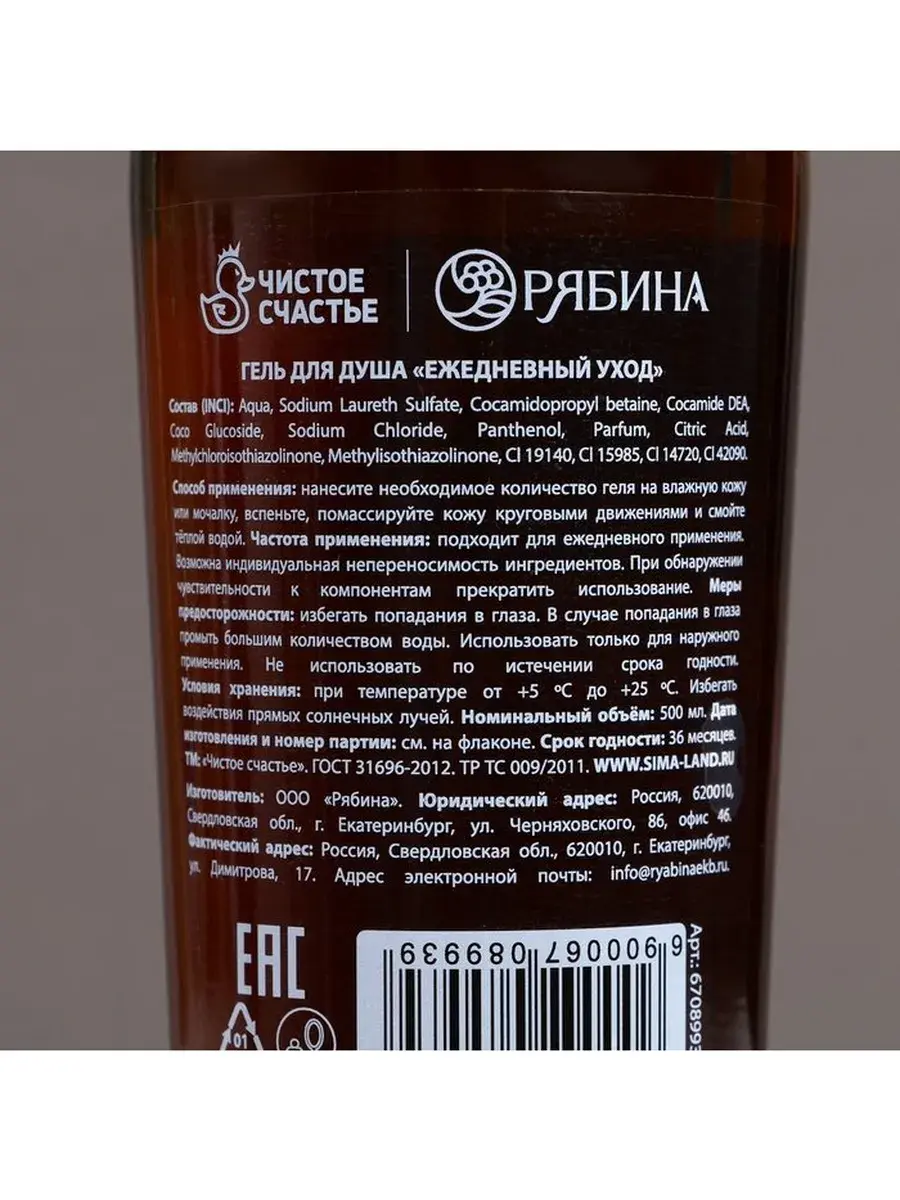 ЧИСТОЕ
СЧАСТЬЕ
РЯБИНА
ГЕЛЬ ДЛЯ ДУША «ЕЖЕДНЕВНЫЙ УХОД»
Состав (INCI): Aqua, Sodium Laureth Sulfate, Cocamidopropyl betaine, Cocamide DEA,
Coco Glucoside, Sodium Chloride, Panthenol, Parfum, Citric Acid,
Methylchloroisothiazolinone, Methylisothiazolinone, CI 19140, CI 15985, CI 14720, CI 42090.
Способ применения: нанесите необходимое количество геля на влажную кожу
или мочалку, вспеньте, помассируйте кожу круговыми движениями и смойте
тёплой водой. Частота применения: подходит для ежедневного применения.
Возможна индивидуальная непереносимость ингредиентов. При обнаружении
чувствительности к компонентам прекратить использование. Меры
предосторожности: избегать попадания в глаза. В случае попадания в глаза
промыть большим количеством воды. Использовать только для наружного
применения. Не использовать по истечении срока годности.
Условия хранения: при температуре от +5 ºС до +25 ºС. Избегать
воздействия прямых солнечных лучей. Номинальный объём: 500 мл. Дата
изготовления и номер партии: см. на флаконе. Срок годности: 36 месяцев.
ТМ: «Чистое счастье». ГОСТ 31696-2012. ТР ТС 009/2011. WWW.SIMA-LAND.RU
Изготовитель: ООО «Рябина». Юридический адрес: Россия, 620010,
Свердловская обл., г. Екатеринбург, ул. Черняховского, 86, офис 46.
Фактический адрес: Россия, Свердловская обл., 620010, г. Екатеринбург,
ул. Димитрова, 17. Адрес электронной почты: info@ryabinaekb.ru.
EAC
6 900067 089939
Арт.: 6708993
01